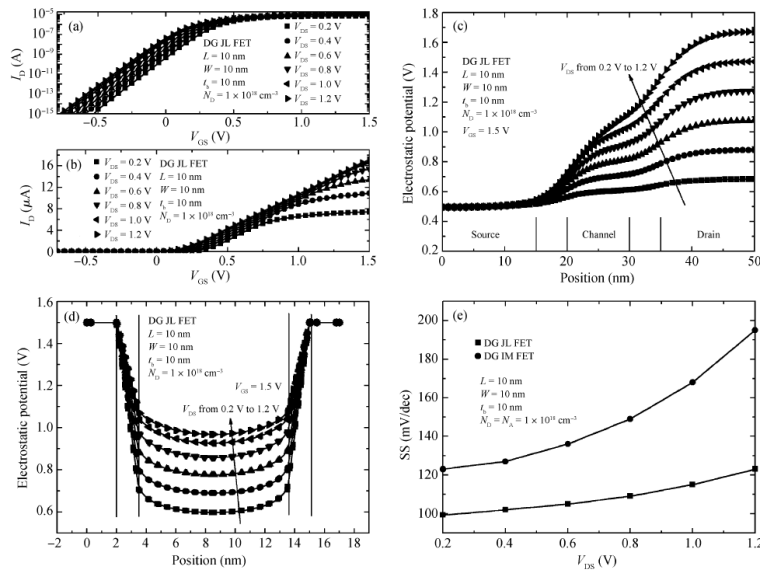 (a)
DG JL FET
L = 10 nm
W = 10 nm
t_b = 10 nm
N_D = 1 × 10^18 cm^-3
V_DS = 0.2 V
V_DS = 0.4 V
V_DS = 0.6 V
V_DS = 0.8 V
V_DS = 1.0 V
V_DS = 1.2 V
I_D (A)
10^-5
10^-7
10^-9
10^-11
10^-13
10^-15
-0.5 0 0.5 1.0 1.5
V_GS (V)
(b)
V_DS = 0.2 V
V_DS = 0.4 V
V_DS = 0.6 V
V_DS = 0.8 V
V_DS = 1.0 V
V_DS = 1.2 V
DG JL FET
L = 10 nm
W = 10 nm
t_b = 10 nm
N_D = 1 × 10^18 cm^-3
I_D (μA)
16
12
8
4
0
-0.5 0 0.5 1.0 1.5
V_GS (V)
(c)
DG JL FET
L = 10 nm
W = 10 nm
t_b = 10 nm
N_D = 1 × 10^18 cm^-3
V_GS = 1.5 V
V_DS from 0.2 V to 1.2 V
Source
Channel
Drain
Electrostatic potential (V)
1.8
1.6
1.4
1.2
1.0
0.8
0.6
0.4
0.2
0 10 20 30 40 50
Position (nm)
(d)
DG JL FET
L = 10 nm
W = 10 nm
t_b = 10 nm
N_D = 1 × 10^18 cm^-3
V_GS = 1.5 V
V_DS from 0.2 V to 1.2 V
Electrostatic potential (V)
1.6
1.4
1.2
1.0
0.8
0.6
-2 0 2 4 6 8 10 12 14 16 18
Position (nm)
(e)
DG JL FET
DG IM FET
L = 10 nm
W = 10 nm
t_b = 10 nm
N_D = N_A = 1 × 10^18 cm^-3
SS (mV/dec)
200
180
160
140
120
100
0.2 0.4 0.6 0.8 1.0 1.2
V_DS (V)